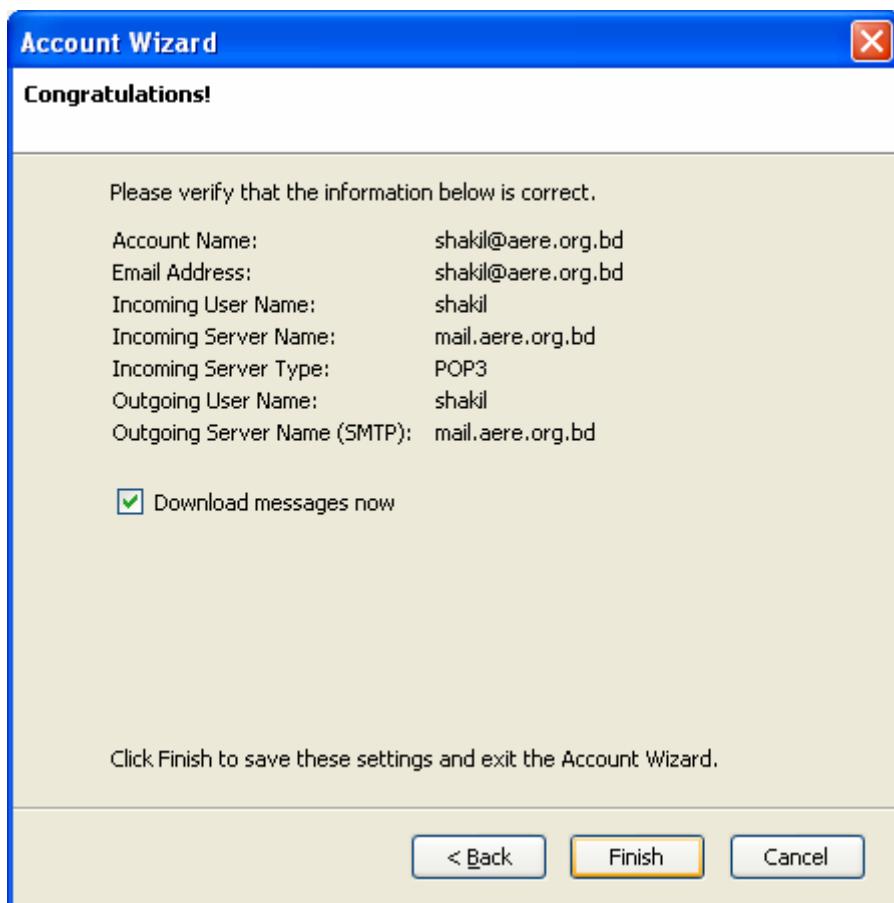 Account Wizard
Congratulations!
Please verify that the information below is correct.
Account Name: shakil@aere.org.bd
Email Address: shakil@aere.org.bd
Incoming User Name: shakil
Incoming Server Name: mail.aere.org.bd
Incoming Server Type: POP3
Outgoing User Name: shakil
Outgoing Server Name (SMTP): mail.aere.org.bd
Download messages now
Click Finish to save these settings and exit the Account Wizard.
< Back Finish Cancel